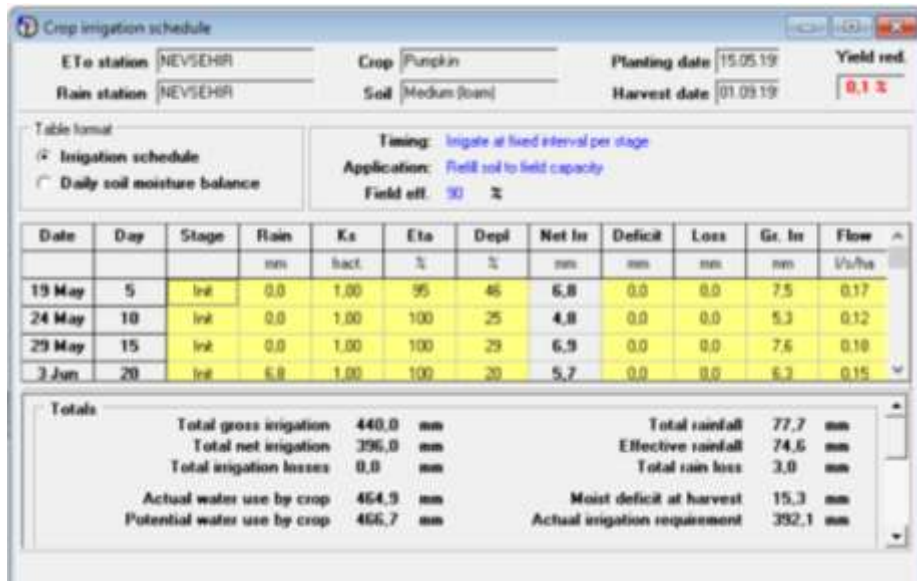 Crop irrigation schedule
ETo station NEVSEHIR Crop Pumpkin Planting date 15.05.19 Yield red.
Rain station NEVSEHIR Soil Medium (loam) Harvest date 01.09.19 0,1 %
Table format
Irrigation schedule
Daily soil moisture balance
Timing: Irrigate at fixed interval per stage
Application: Refill soil to field capacity
Field eff. 90 %
Date Day Stage Rain Ks Eta Depl Net Irr Deficit Loss Gr. Irr Flow
mm fract. % % mm mm mm mm l/s/ha
19 May 5 Init 0,0 1,00 95 46 6,8 0,0 0,0 7,5 0,17
24 May 10 Init 0,0 1,00 100 25 4,8 0,0 0,0 5,3 0,12
29 May 15 Init 0,0 1,00 100 29 6,9 0,0 0,0 7,6 0,18
3 Jun 20 Init 6,8 1,00 100 20 5,7 0,0 0,0 6,3 0,15
Totals
Total gross irrigation 440,0 mm Total rainfall 77,7 mm
Total net irrigation 396,0 mm Effective rainfall 74,6 mm
Total irrigation losses 0,0 mm Total rain loss 3,0 mm
Actual water use by crop 464,9 mm Moist deficit at harvest 15,3 mm
Potential water use by crop 466,7 mm Actual irrigation requirement 392,1 mm